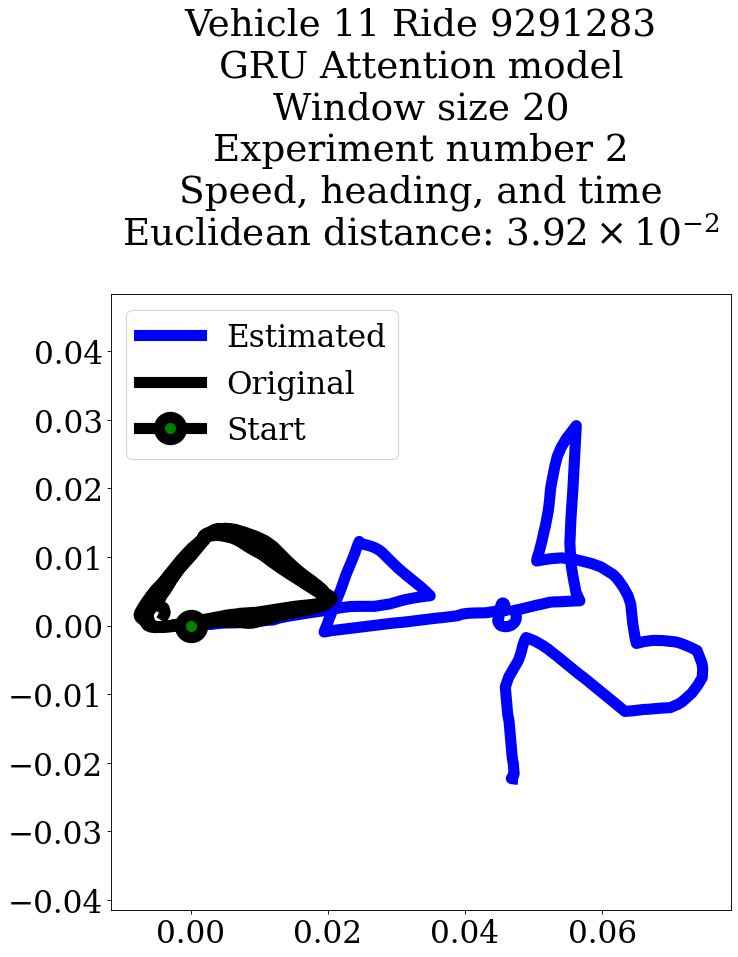 Vehicle 11 Ride 9291283
GRU Attention model
Window size 20
Experiment number 2
Speed, heading, and time
Euclidean distance: 3.92 × 10⁻²
Estimated
Original
Start
0.04
0.03
0.02
0.01
0.00
−0.01
−0.02
−0.03
−0.04
0.00 0.02 0.04 0.06